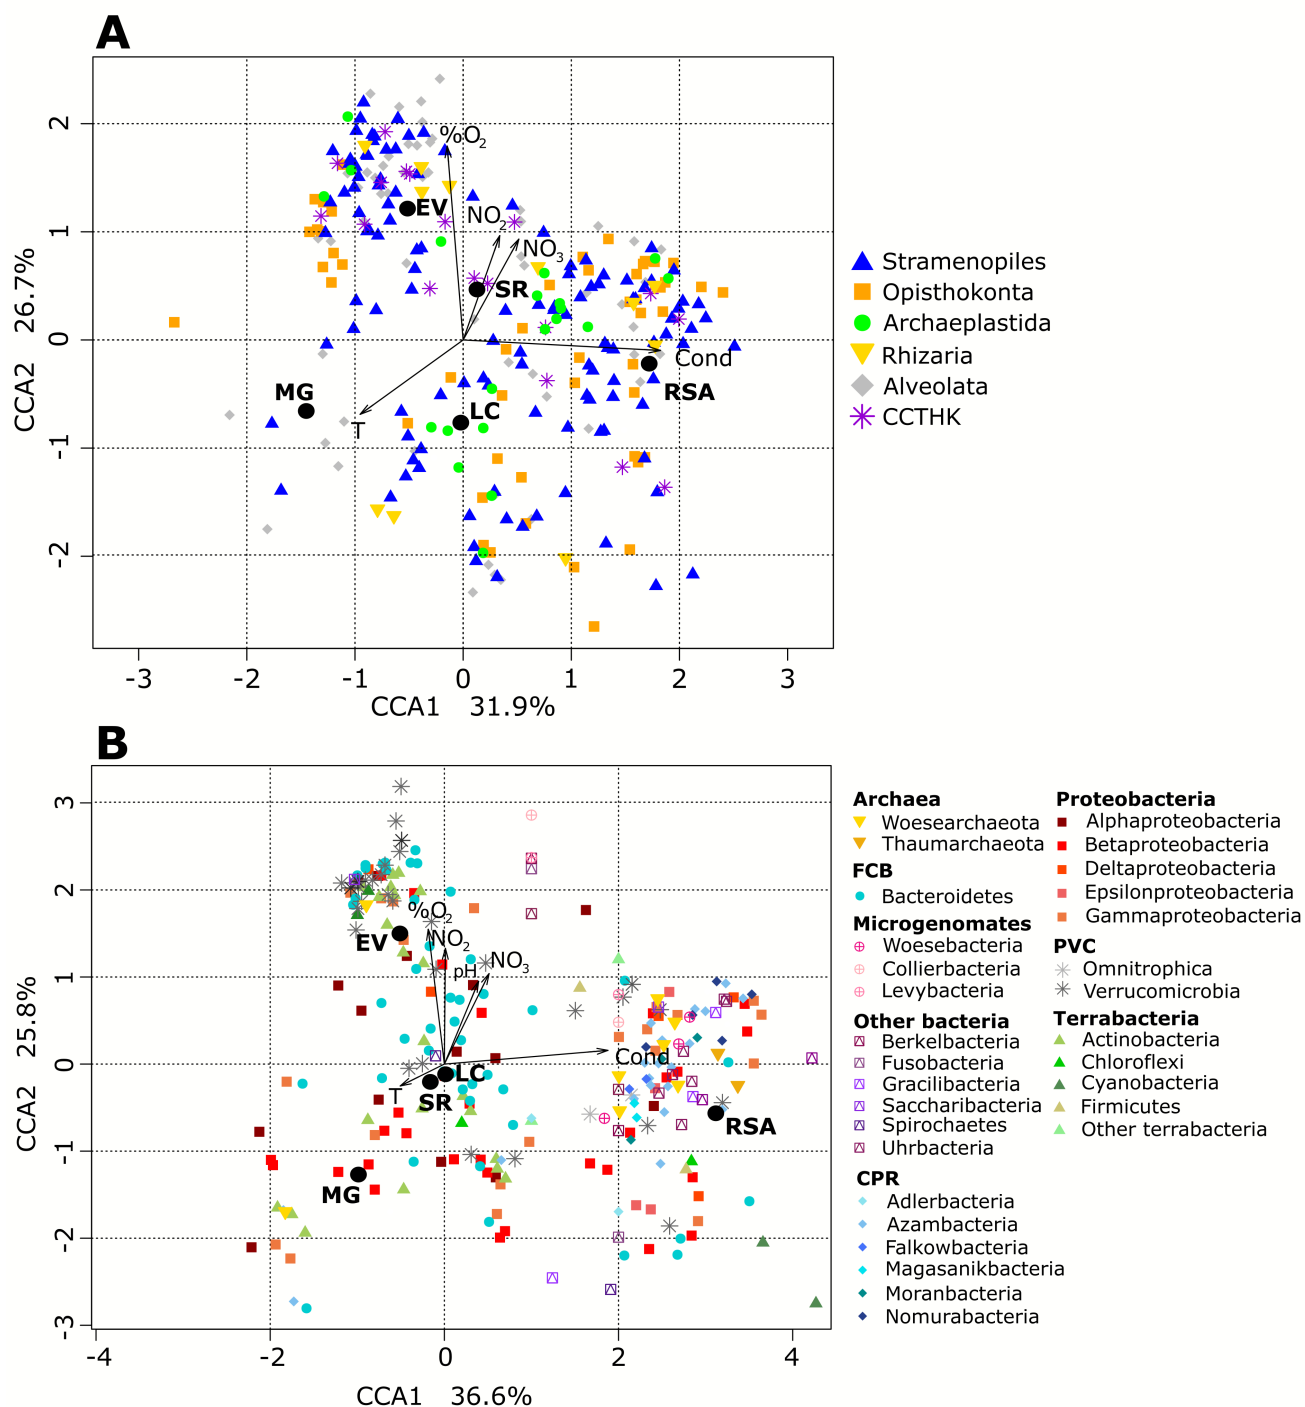 A
2
1
0
-1
-2
CCA2 26.7%
%O2
NO2
NO3
EV
SR
Cond
RSA
MG
T
LC
-3 -2 -1 0 1 2 3
CCA1 31.9%
Stramenopiles
Opisthokonta
Archaeplastida
Rhizaria
Alveolata
CCTHK
B
3
2
1
0
-1
-2
-3
CCA2 25.8%
%O2
EV
NO2
pH
NO3
Cond
T
LC
SR
RSA
MG
-4 -2 0 2 4
CCA1 36.6%
Archaea
Woesearchaeota
Thaumarchaeota
FCB
Bacteroidetes
Microgenomates
Woesebacteria
Collierbacteria
Levybacteria
Other bacteria
Berkelbacteria
Fusobacteria
Gracilibacteria
Saccharibacteria
Spirochaetes
Uhrbacteria
CPR
Adlerbacteria
Azambacteria
Falkowbacteria
Magasanikbacteria
Moranbacteria
Nomurabacteria
Proteobacteria
Alphaproteobacteria
Betaproteobacteria
Deltaproteobacteria
Epsilonproteobacteria
Gammaproteobacteria
PVC
Omnitrophica
Verrucomicrobia
Terrabacteria
Actinobacteria
Chloroflexi
Cyanobacteria
Firmicutes
Other terrabacteria